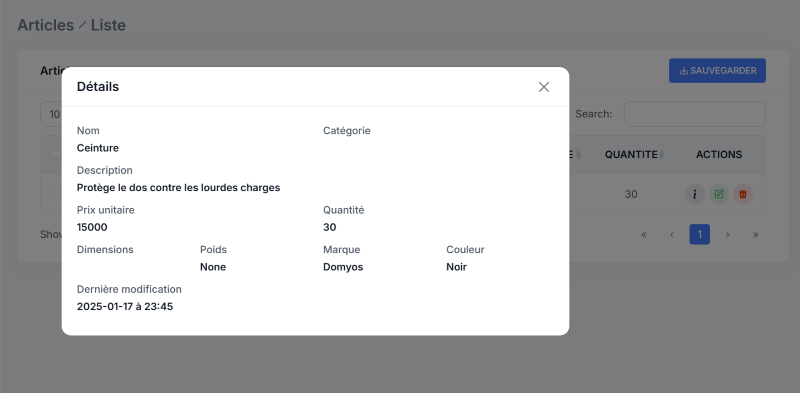 Articles / Liste
SAUVEGARDER
Détails
10
Search:
Nom
Catégorie
Ceinture
QUANTITE
ACTIONS
Description
Protège le dos contre les lourdes charges
30
Prix unitaire
Quantité
15000
30
«
‹
1
›
»
Dimensions
Poids
Marque
Couleur
None
Domyos
Noir
Dernière modification
2025-01-17 à 23:45